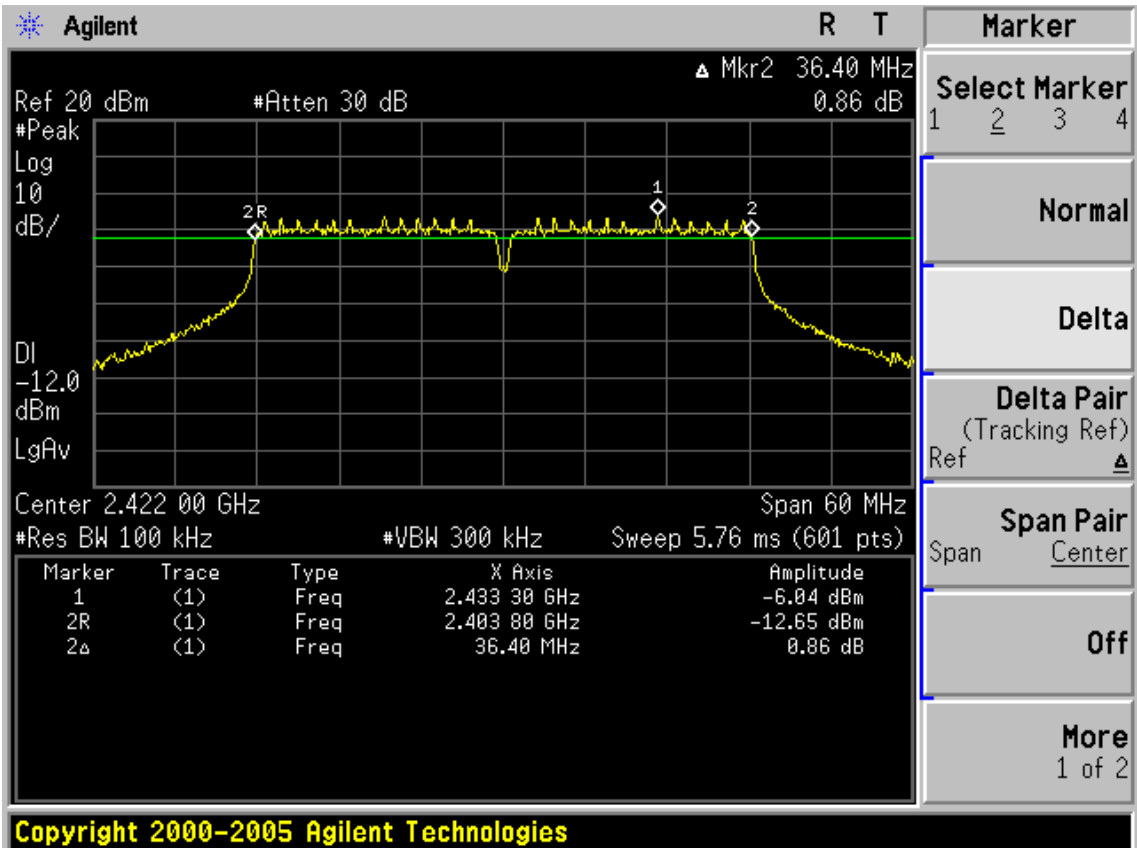 Agilent R T
Δ Mkr2 36.40 MHz
Ref 20 dBm #Atten 30 dB 0.86 dB
#Peak
Log
10
dB/
2R
1
2
DI
-12.0
dBm
LgAv
Center 2.422 00 GHz Span 60 MHz
#Res BW 100 kHz #VBW 300 kHz Sweep 5.76 ms (601 pts)
Marker Trace Type X Axis Amplitude
1 (1) Freq 2.433 30 GHz -6.04 dBm
2R (1) Freq 2.403 80 GHz -12.65 dBm
2Δ (1) Freq 36.40 MHz 0.86 dB
Marker
Select Marker
1 2 3 4
Normal
Delta
Delta Pair
(Tracking Ref)
Ref Δ
Span Pair
Span Center
Off
More
1 of 2
Copyright 2000-2005 Agilent Technologies